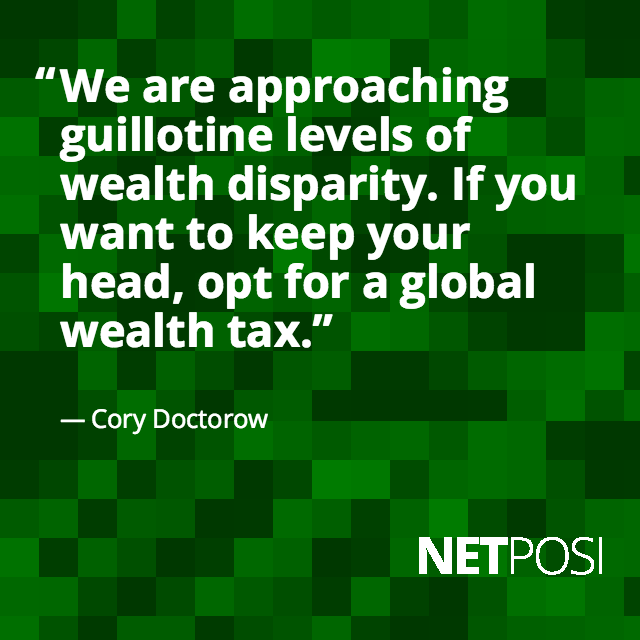 “We are approaching
guillotine levels of
wealth disparity. If you
want to keep your
head, opt for a global
wealth tax.”
— Cory Doctorow
NETPOSI